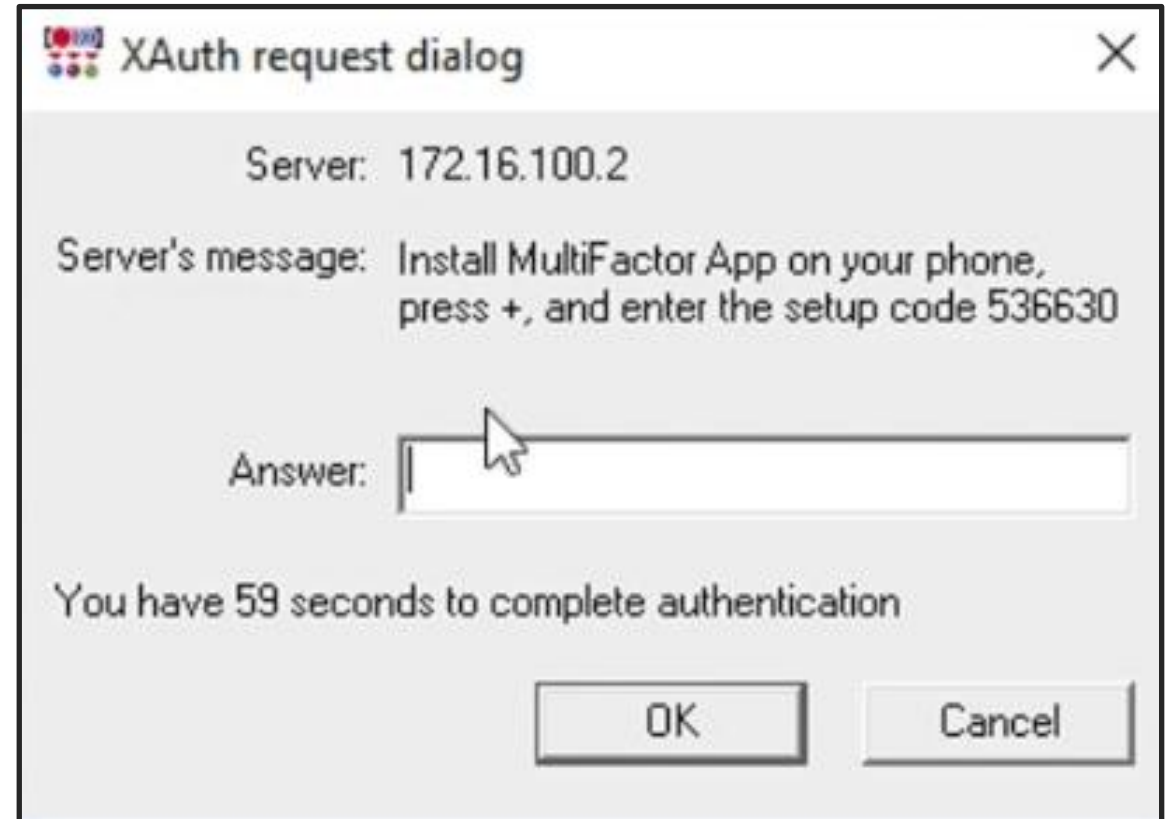 XAuth request dialog
Server: 172.16.100.2
Server's message: Install MultiFactor App on your phone,
press +, and enter the setup code 536630
Answer:
You have 59 seconds to complete authentication
OK Cancel